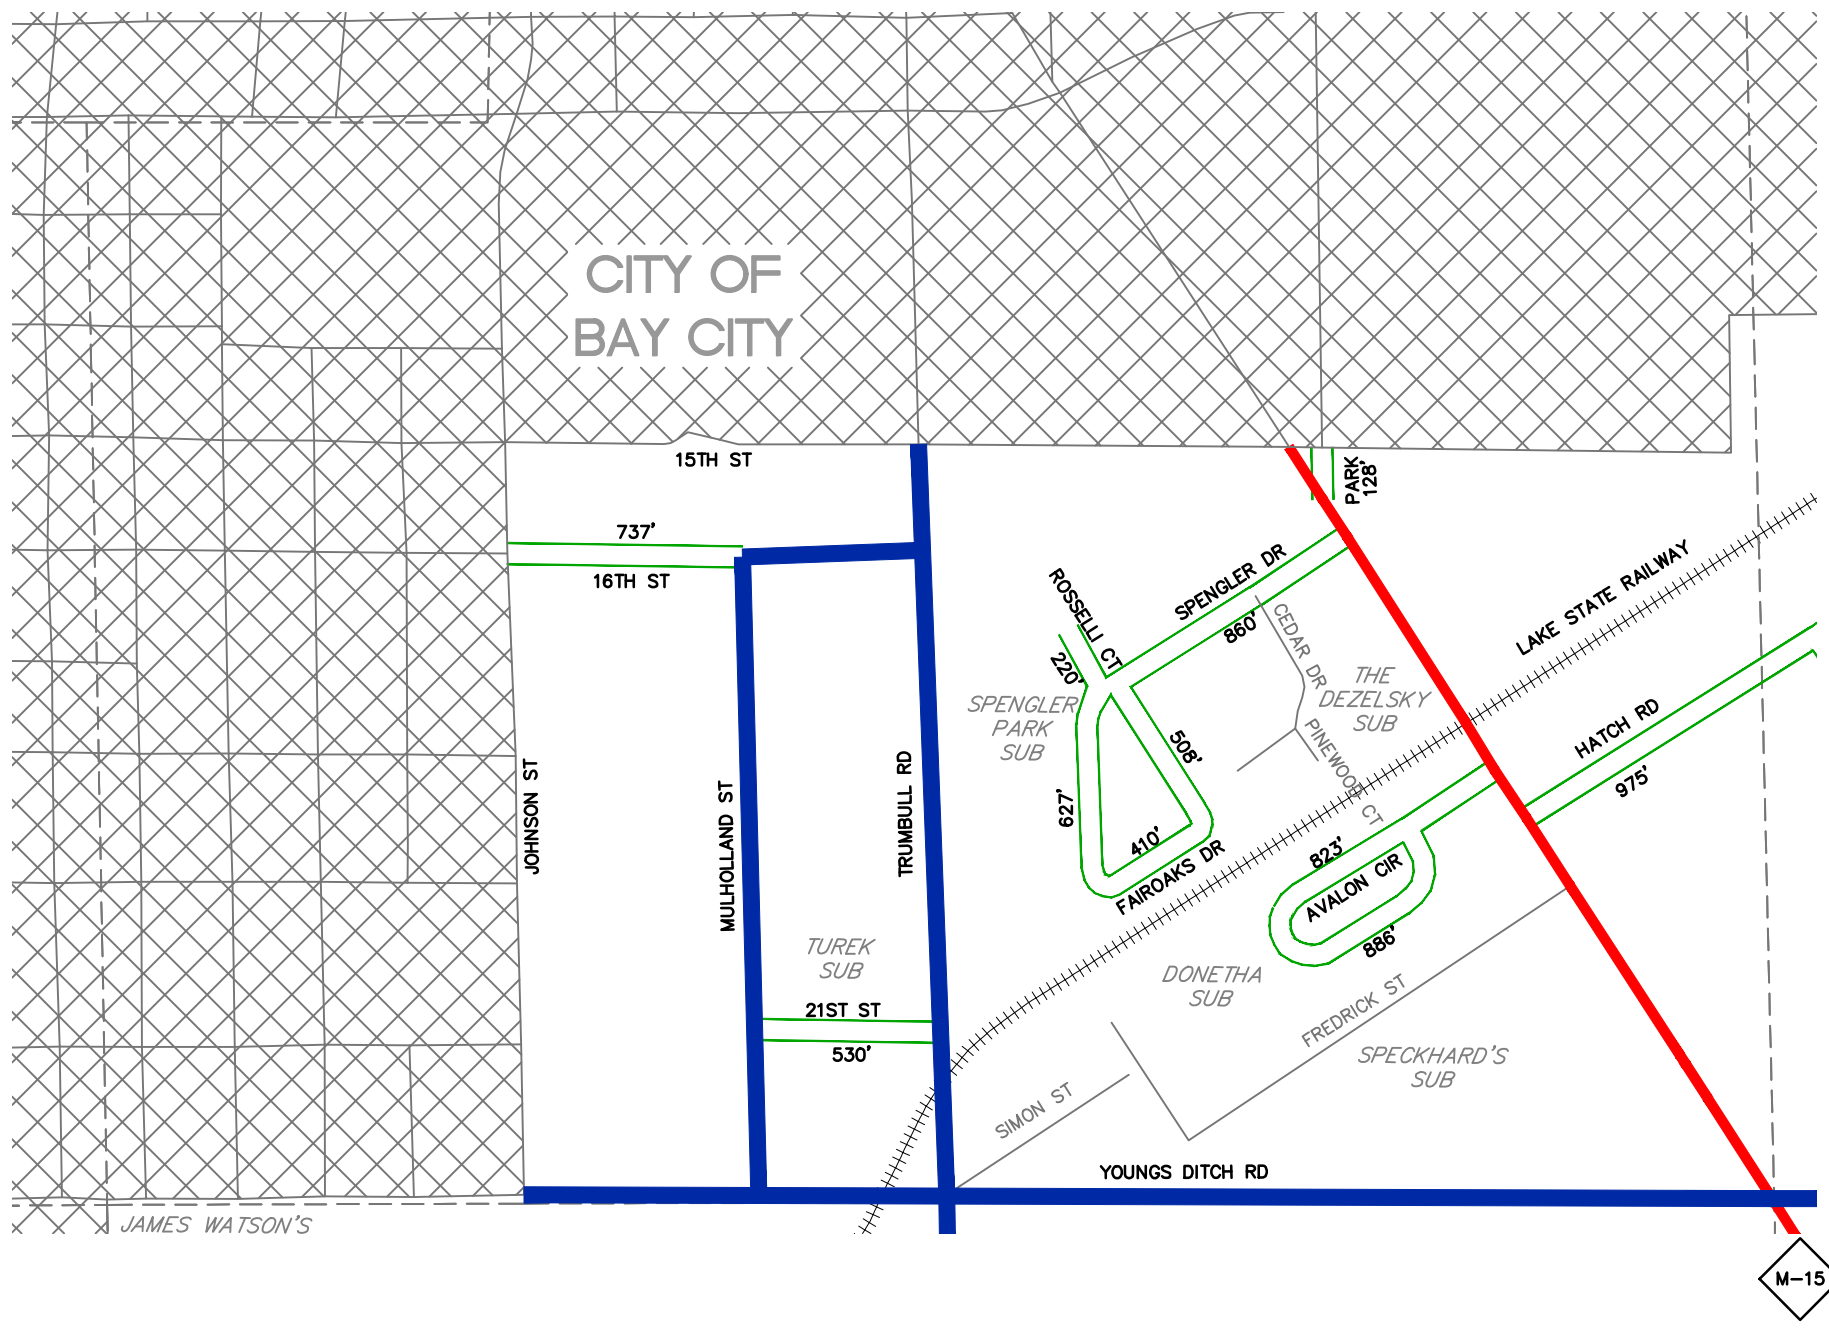 CITY OF
BAY CITY
15TH ST
PARK
128'
737'
16TH ST
SPENGLER DR
860'
ROSSELLI CT
220'
CEDAR DR
LAKE STATE RAILWAY
THE
DEZELSKY
SUB
SPENGLER
PARK
SUB
HATCH RD
975'
508'
PINEWOOD CT
JOHNSON ST
MULHOLLAND ST
TRUMBULL RD
627'
410'
FAIROAKS DR
823'
AVALON CIR
886'
TUREK
SUB
DONETHA
SUB
21ST ST
530'
FREDRICK ST
SPECKHARD'S
SUB
SIMON ST
YOUNGS DITCH RD
JAMES WATSON'S
M-15